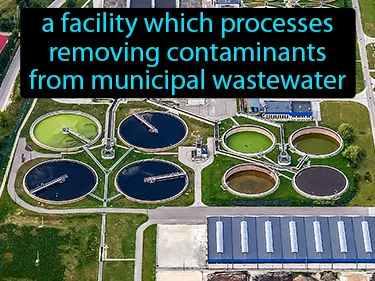 a facility which processes
removing contaminants
from municipal wastewater